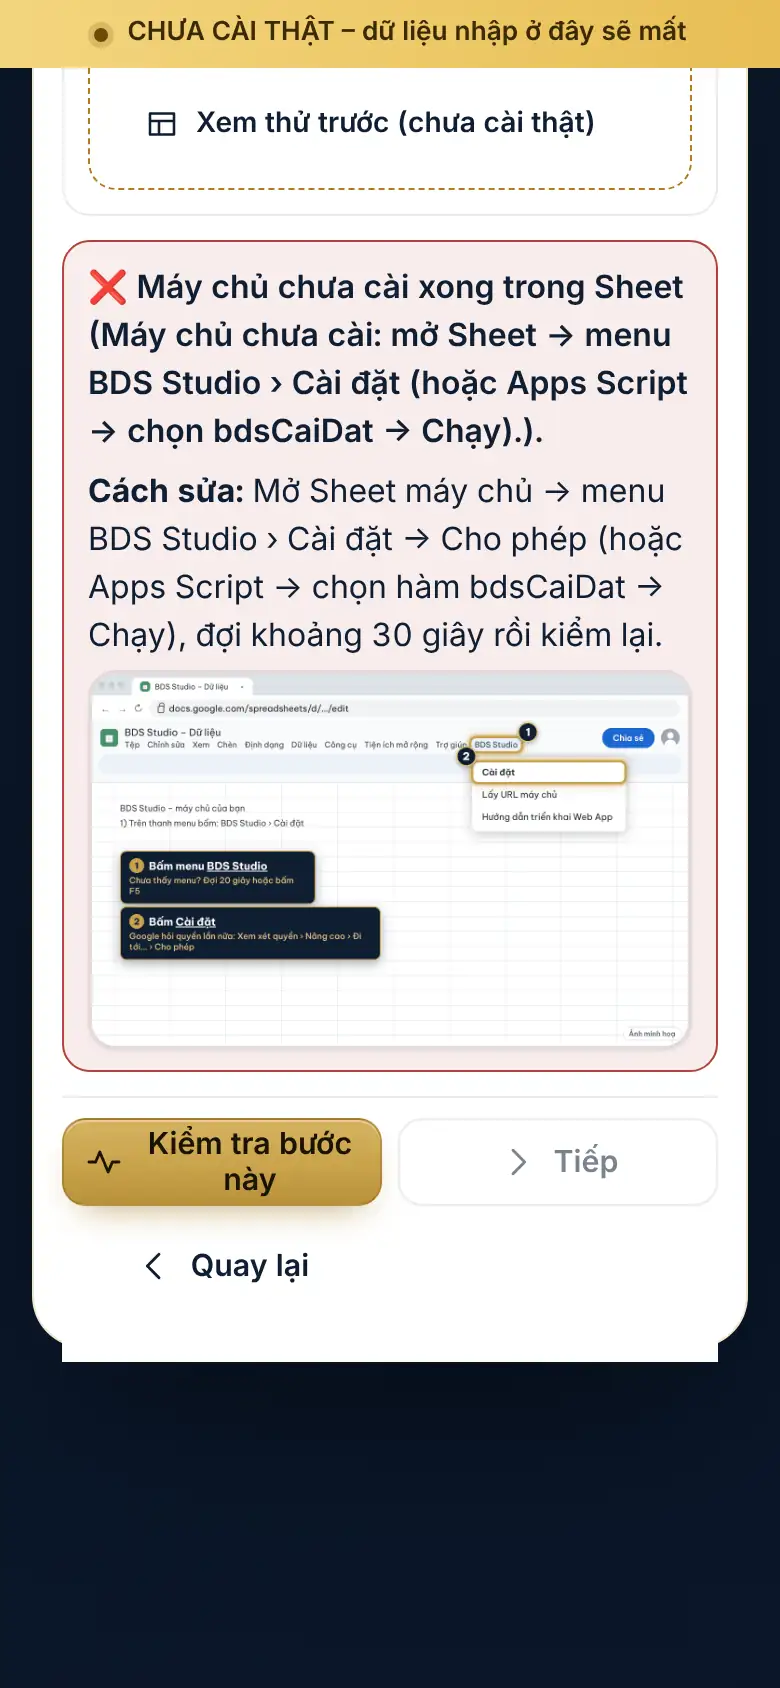 CHƯA CÀI THẬT – dữ liệu nhập ở đây sẽ mất
Xem thử trước (chưa cài thật)
❌ Máy chủ chưa cài xong trong Sheet
(Máy chủ chưa cài: mở Sheet → menu
BDS Studio › Cài đặt (hoặc Apps Script
→ chọn bdsCaiDat → Chạy).).
Cách sửa: Mở Sheet máy chủ → menu
BDS Studio › Cài đặt → Cho phép (hoặc
Apps Script → chọn hàm bdsCaiDat →
Chạy), đợi khoảng 30 giây rồi kiểm lại.
BDS Studio – Dữ liệu
docs.google.com/spreadsheets/d/.../edit
BDS Studio – Dữ liệu
Tệp Chỉnh sửa Xem Chèn Định dạng Dữ liệu Công cụ Tiện ích mở rộng Trợ giúp BDS Studio
1
Chia sẻ
2
Cài đặt
Lấy URL máy chủ
Hướng dẫn triển khai Web App
BDS Studio – máy chủ của bạn
1) Trên thanh menu bấm: BDS Studio › Cài đặt
1 Bấm menu BDS Studio
Chưa thấy menu? Đợi 20 giây hoặc bấm
F5
2 Bấm Cài đặt
Google hỏi quyền lần nữa: Xem xét quyền › Nâng cao › Đi
tới... › Cho phép
Ảnh minh hoạ
Kiểm tra bước
này
Tiếp
Quay lại